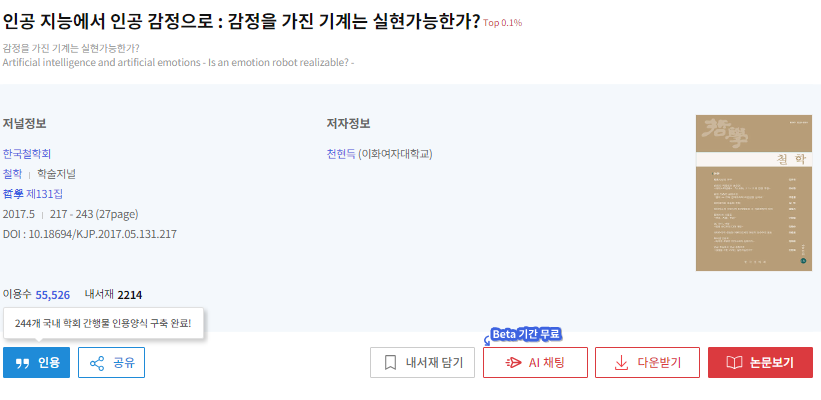 인공 지능에서 인공 감정으로 : 감정을 가진 기계는 실현가능한가? Top 0.1%
감정을 가진 기계는 실현가능한가?
Artificial intelligence and artificial emotions - Is an emotion robot realizable? -
저널정보
저자정보
한국철학회
천현득 (이화여자대학교)
철학 | 학술저널
哲學 제131집
2017.5 | 217 - 243 (27page)
DOI : 10.18694/KJP.2017.05.131.217
哲學
철 학
이용수 55,526 내서재 2214
244개 국내 학회 간행물 인용양식 구축 완료!
Beta 기간 무료
인용
공유
내서재 담기
AI 채팅
다운받기
논문보기